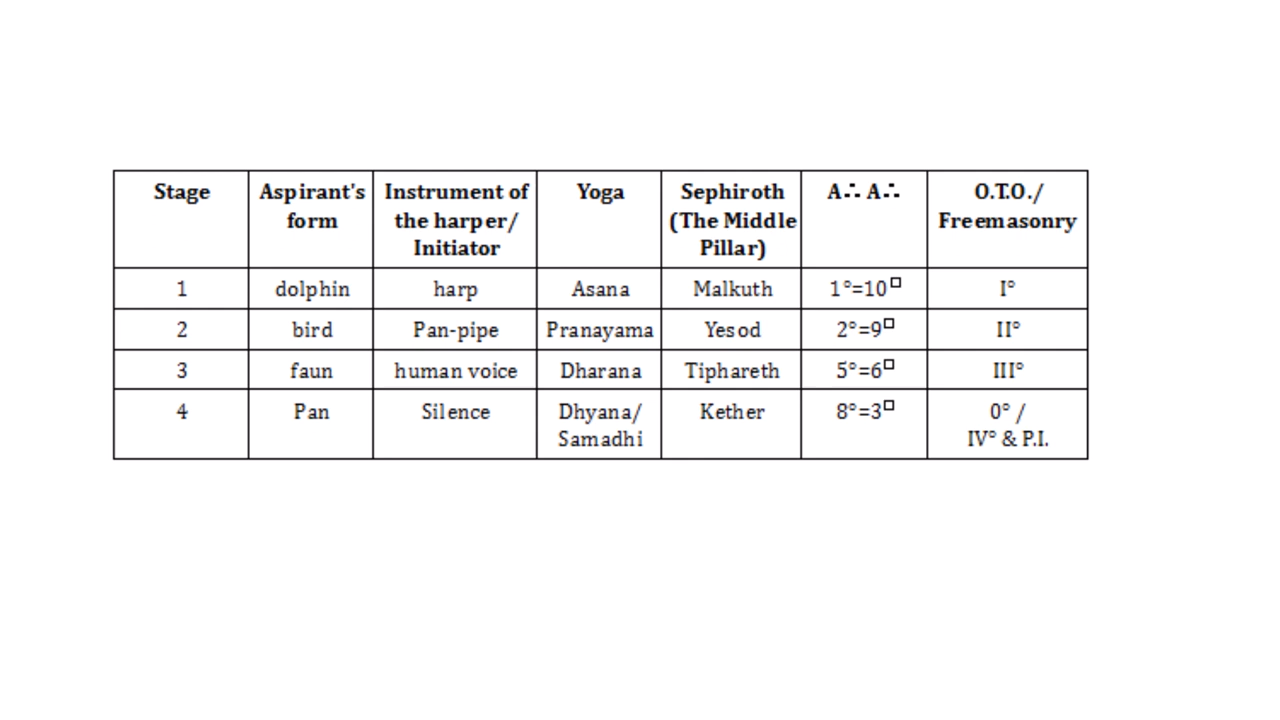 Stage Aspirant's form Instrument of the harper/ Initiator Yoga Sephiroth (The Middle Pillar) A∴ A∴ O.T.O./ Freemasonry
1 dolphin harp Asana Malkuth 1°=10□ I°
2 bird Pan-pipe Pranayama Yesod 2°=9□ II°
3 faun human voice Dharana Tiphareth 5°=6□ III°
4 Pan Silence Dhyana/ Samadhi Kether 8°=3□ 0° / IV° & P.I.